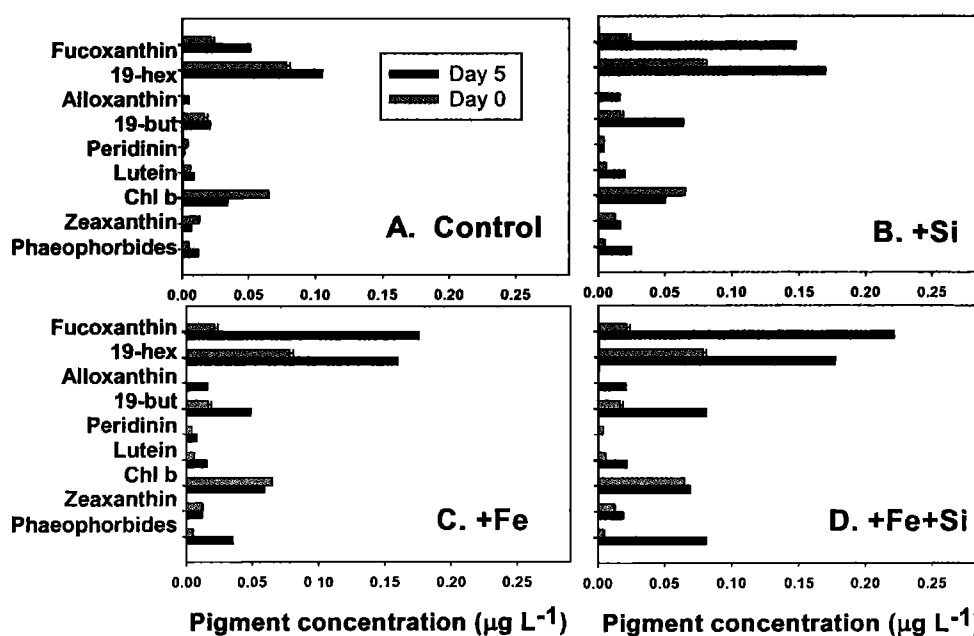 Fucoxanthin
19-hex
Alloxanthin
19-but
Peridinin
Lutein
Chl b
Zeaxanthin
Phaeophorbides
Day 5
Day 0
A. Control
0.00 0.05 0.10 0.15 0.20 0.25
B. +Si
0.00 0.05 0.10 0.15 0.20 0.25
Fucoxanthin
19-hex
Alloxanthin
19-but
Peridinin
Lutein
Chl b
Zeaxanthin
Phaeophorbides
C. +Fe
0.00 0.05 0.10 0.15 0.20 0.25
Pigment concentration (µg L⁻¹)
D. +Fe+Si
0.00 0.05 0.10 0.15 0.20 0.25
Pigment concentration (µg L⁻¹)